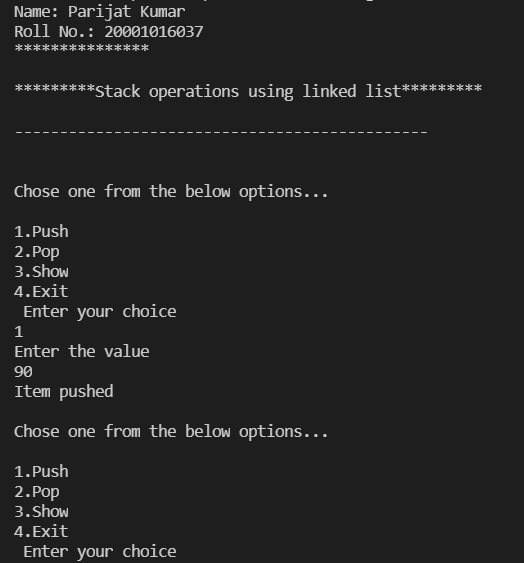 Name: Parijat Kumar
Roll No.: 20001016037
***************
*********Stack operations using linked list*********
----------------------------------------------
Chose one from the below options...
1.Push
2.Pop
3.Show
4.Exit
Enter your choice
1
Enter the value
90
Item pushed
Chose one from the below options...
1.Push
2.Pop
3.Show
4.Exit
Enter your choice